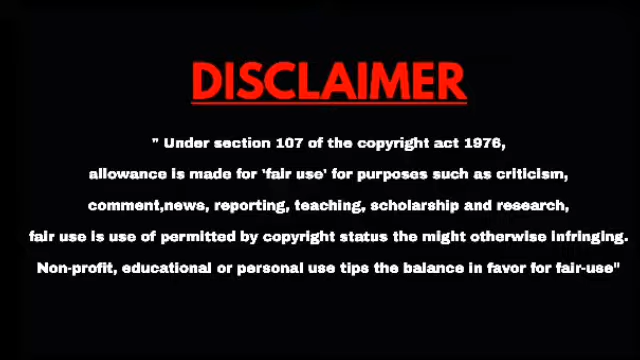 DISCLAIMER
" Under section 107 of the copyright act 1976,
allowance is made for 'fair use' for purposes such as criticism,
comment,news, reporting, teaching, scholarship and research,
fair use is use of permitted by copyright status the might otherwise infringing.
Non-profit, educational or personal use tips the balance in favor for fair-use"